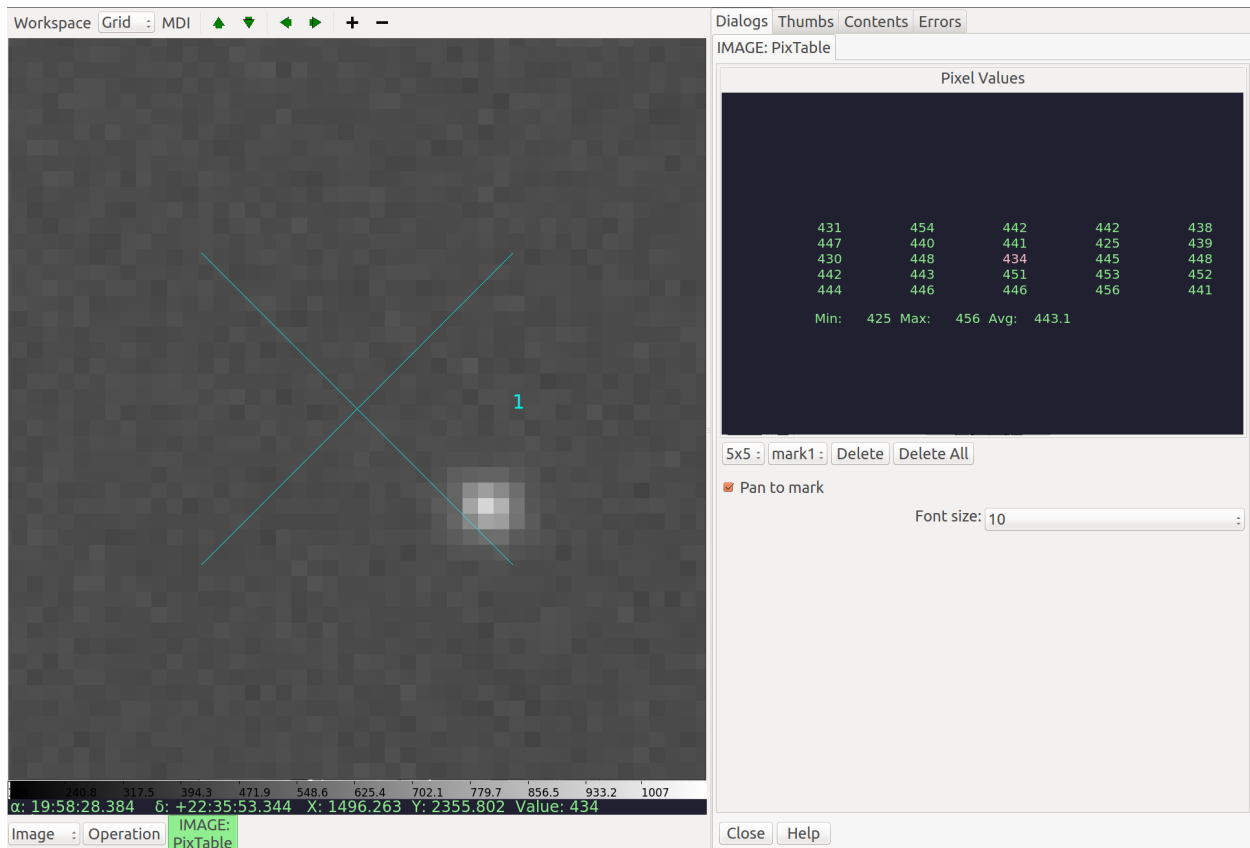 Workspace Grid MDI
Dialogs Thumbs Contents Errors
IMAGE: PixTable
Pixel Values
431 454 442 442 438
447 440 441 425 439
430 448 434 445 448
442 443 451 453 452
444 446 446 456 441
Min: 425 Max: 456 Avg: 443.1
1
5x5 mark1 Delete Delete All
Pan to mark
Font size: 10
240.8 317.5 394.3 471.9 548.6 625.4 702.1 779.7 856.5 933.2 1007
α: 19:58:28.384 δ: +22:35:53.344 X: 1496.263 Y: 2355.802 Value: 434
Image Operation IMAGE:
PixTable
Close Help